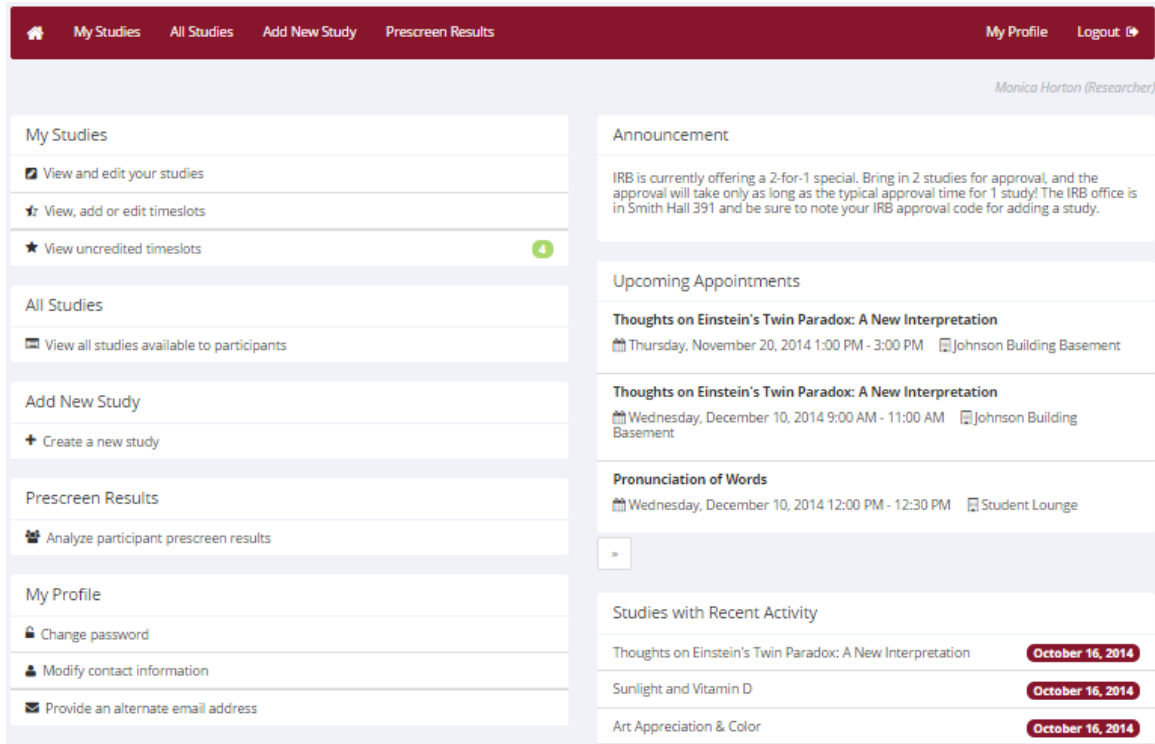 My Studies All Studies Add New Study Prescreen Results My Profile Logout
Monica Horton (Researcher)
My Studies
View and edit your studies
View, add or edit timeslots
View uncredited timeslots 4
All Studies
View all studies available to participants
Add New Study
Create a new study
Prescreen Results
Analyze participant prescreen results
My Profile
Change password
Modify contact information
Provide an alternate email address
Announcement
IRB is currently offering a 2-for-1 special. Bring in 2 studies for approval, and the
approval will take only as long as the typical approval time for 1 study! The IRB office is
in Smith Hall 391 and be sure to note your IRB approval code for adding a study.
Upcoming Appointments
Thoughts on Einstein's Twin Paradox: A New Interpretation
Thursday, November 20, 2014 1:00 PM - 3:00 PM Johnson Building Basement
Thoughts on Einstein's Twin Paradox: A New Interpretation
Wednesday, December 10, 2014 9:00 AM - 11:00 AM Johnson Building
Basement
Pronunciation of Words
Wednesday, December 10, 2014 12:00 PM - 12:30 PM Student Lounge
»
Studies with Recent Activity
Thoughts on Einstein's Twin Paradox: A New Interpretation October 16, 2014
Sunlight and Vitamin D October 16, 2014
Art Appreciation & Color October 16, 2014